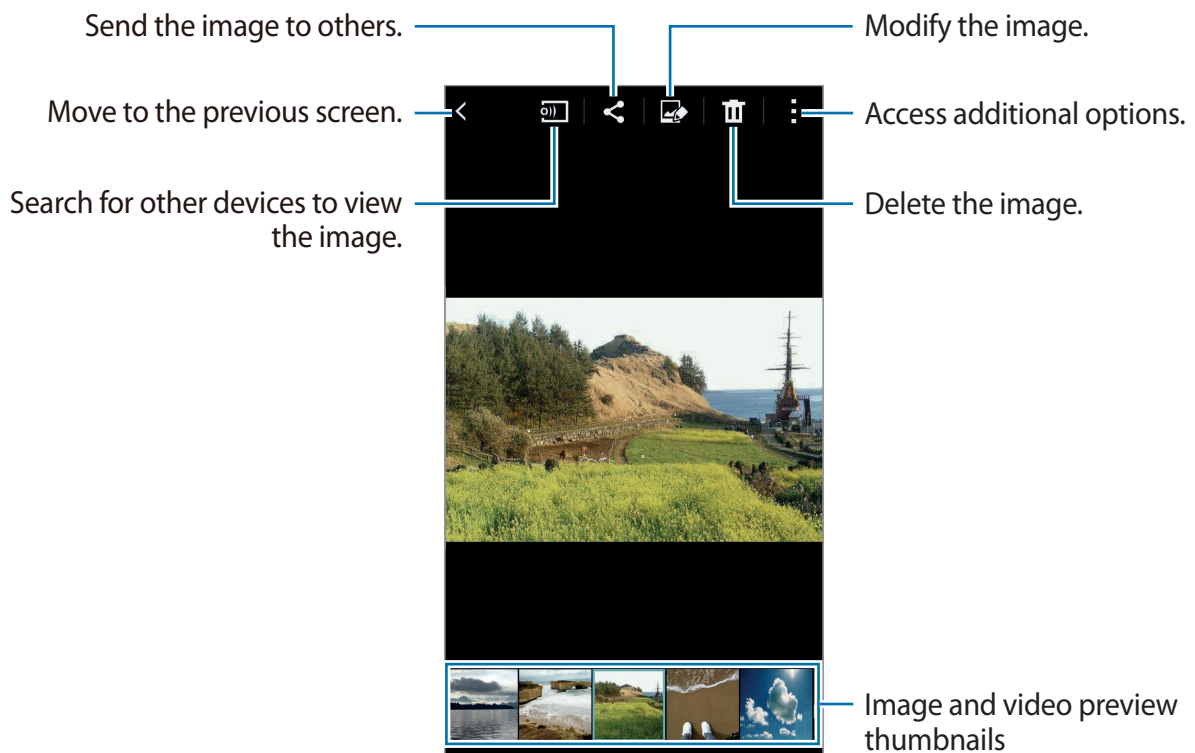 Send the image to others.
Modify the image.
Move to the previous screen.
Access additional options.
Search for other devices to view
the image.
Delete the image.
Image and video preview
thumbnails